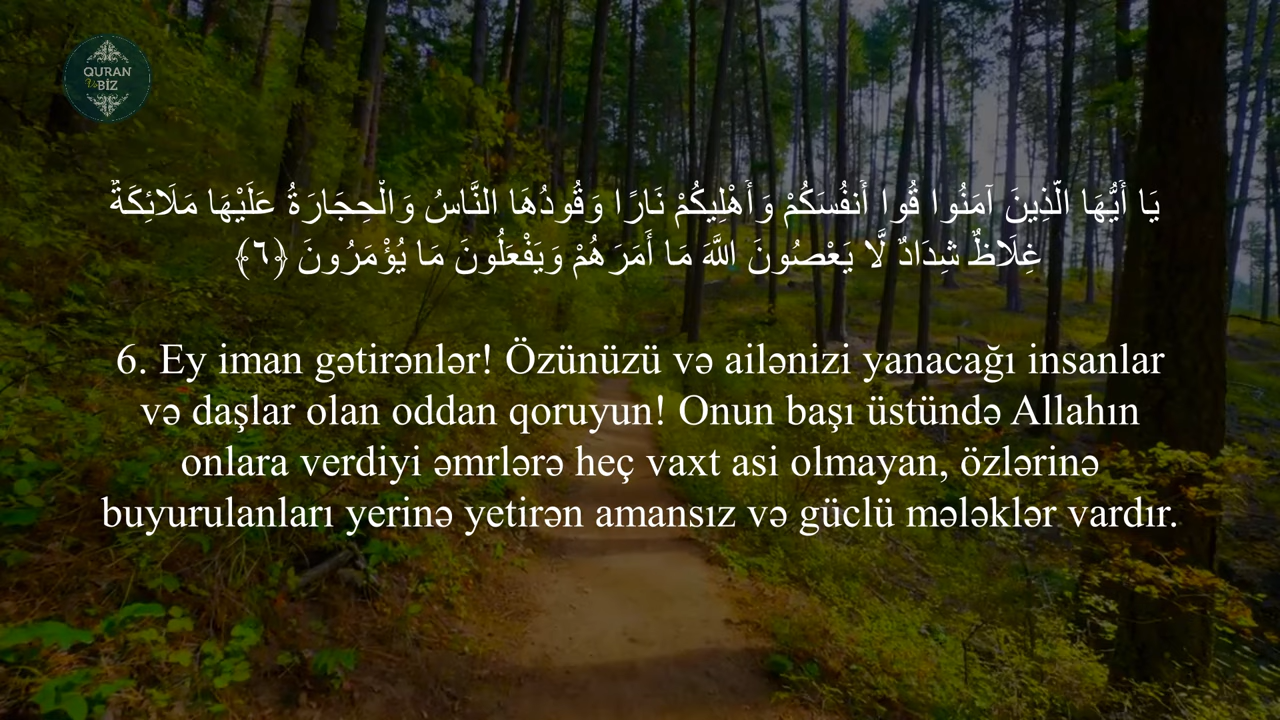 QURAN
Və BİZ
يَا أَيُّهَا الَّذِينَ آمَنُوا قُوا أَنفُسَكُمْ وَأَهْلِيكُمْ نَارًا وَقُودُهَا النَّاسُ وَالْحِجَارَةُ عَلَيْهَا مَلَائِكَةٌ
غِلَاظٌ شِدَادٌ لَّا يَعْصُونَ اللَّهَ مَا أَمَرَهُمْ وَيَفْعَلُونَ مَا يُؤْمَرُونَ ﴿٦﴾
6. Ey iman gətirənlər! Özünüzü və ailənizi yanacağı insanlar
və daşlar olan oddan qoruyun! Onun başı üstündə Allahın
onlara verdiyi əmrlərə heç vaxt asi olmayan, özlərinə
buyurulanları yerinə yetirən amansız və güclü mələklər vardır.